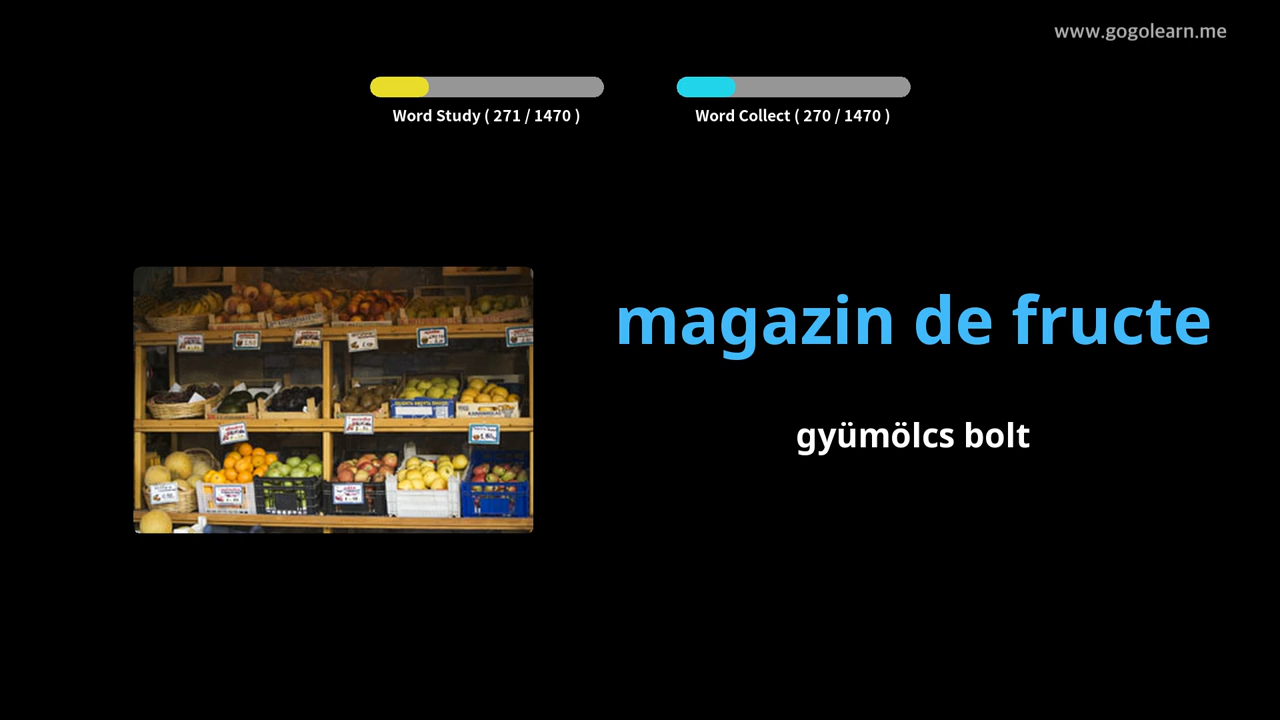 www.gogolearn.me
Word Study ( 271 / 1470 )
Word Collect ( 270 / 1470 )
magazin de fructe
gyümölcs bolt